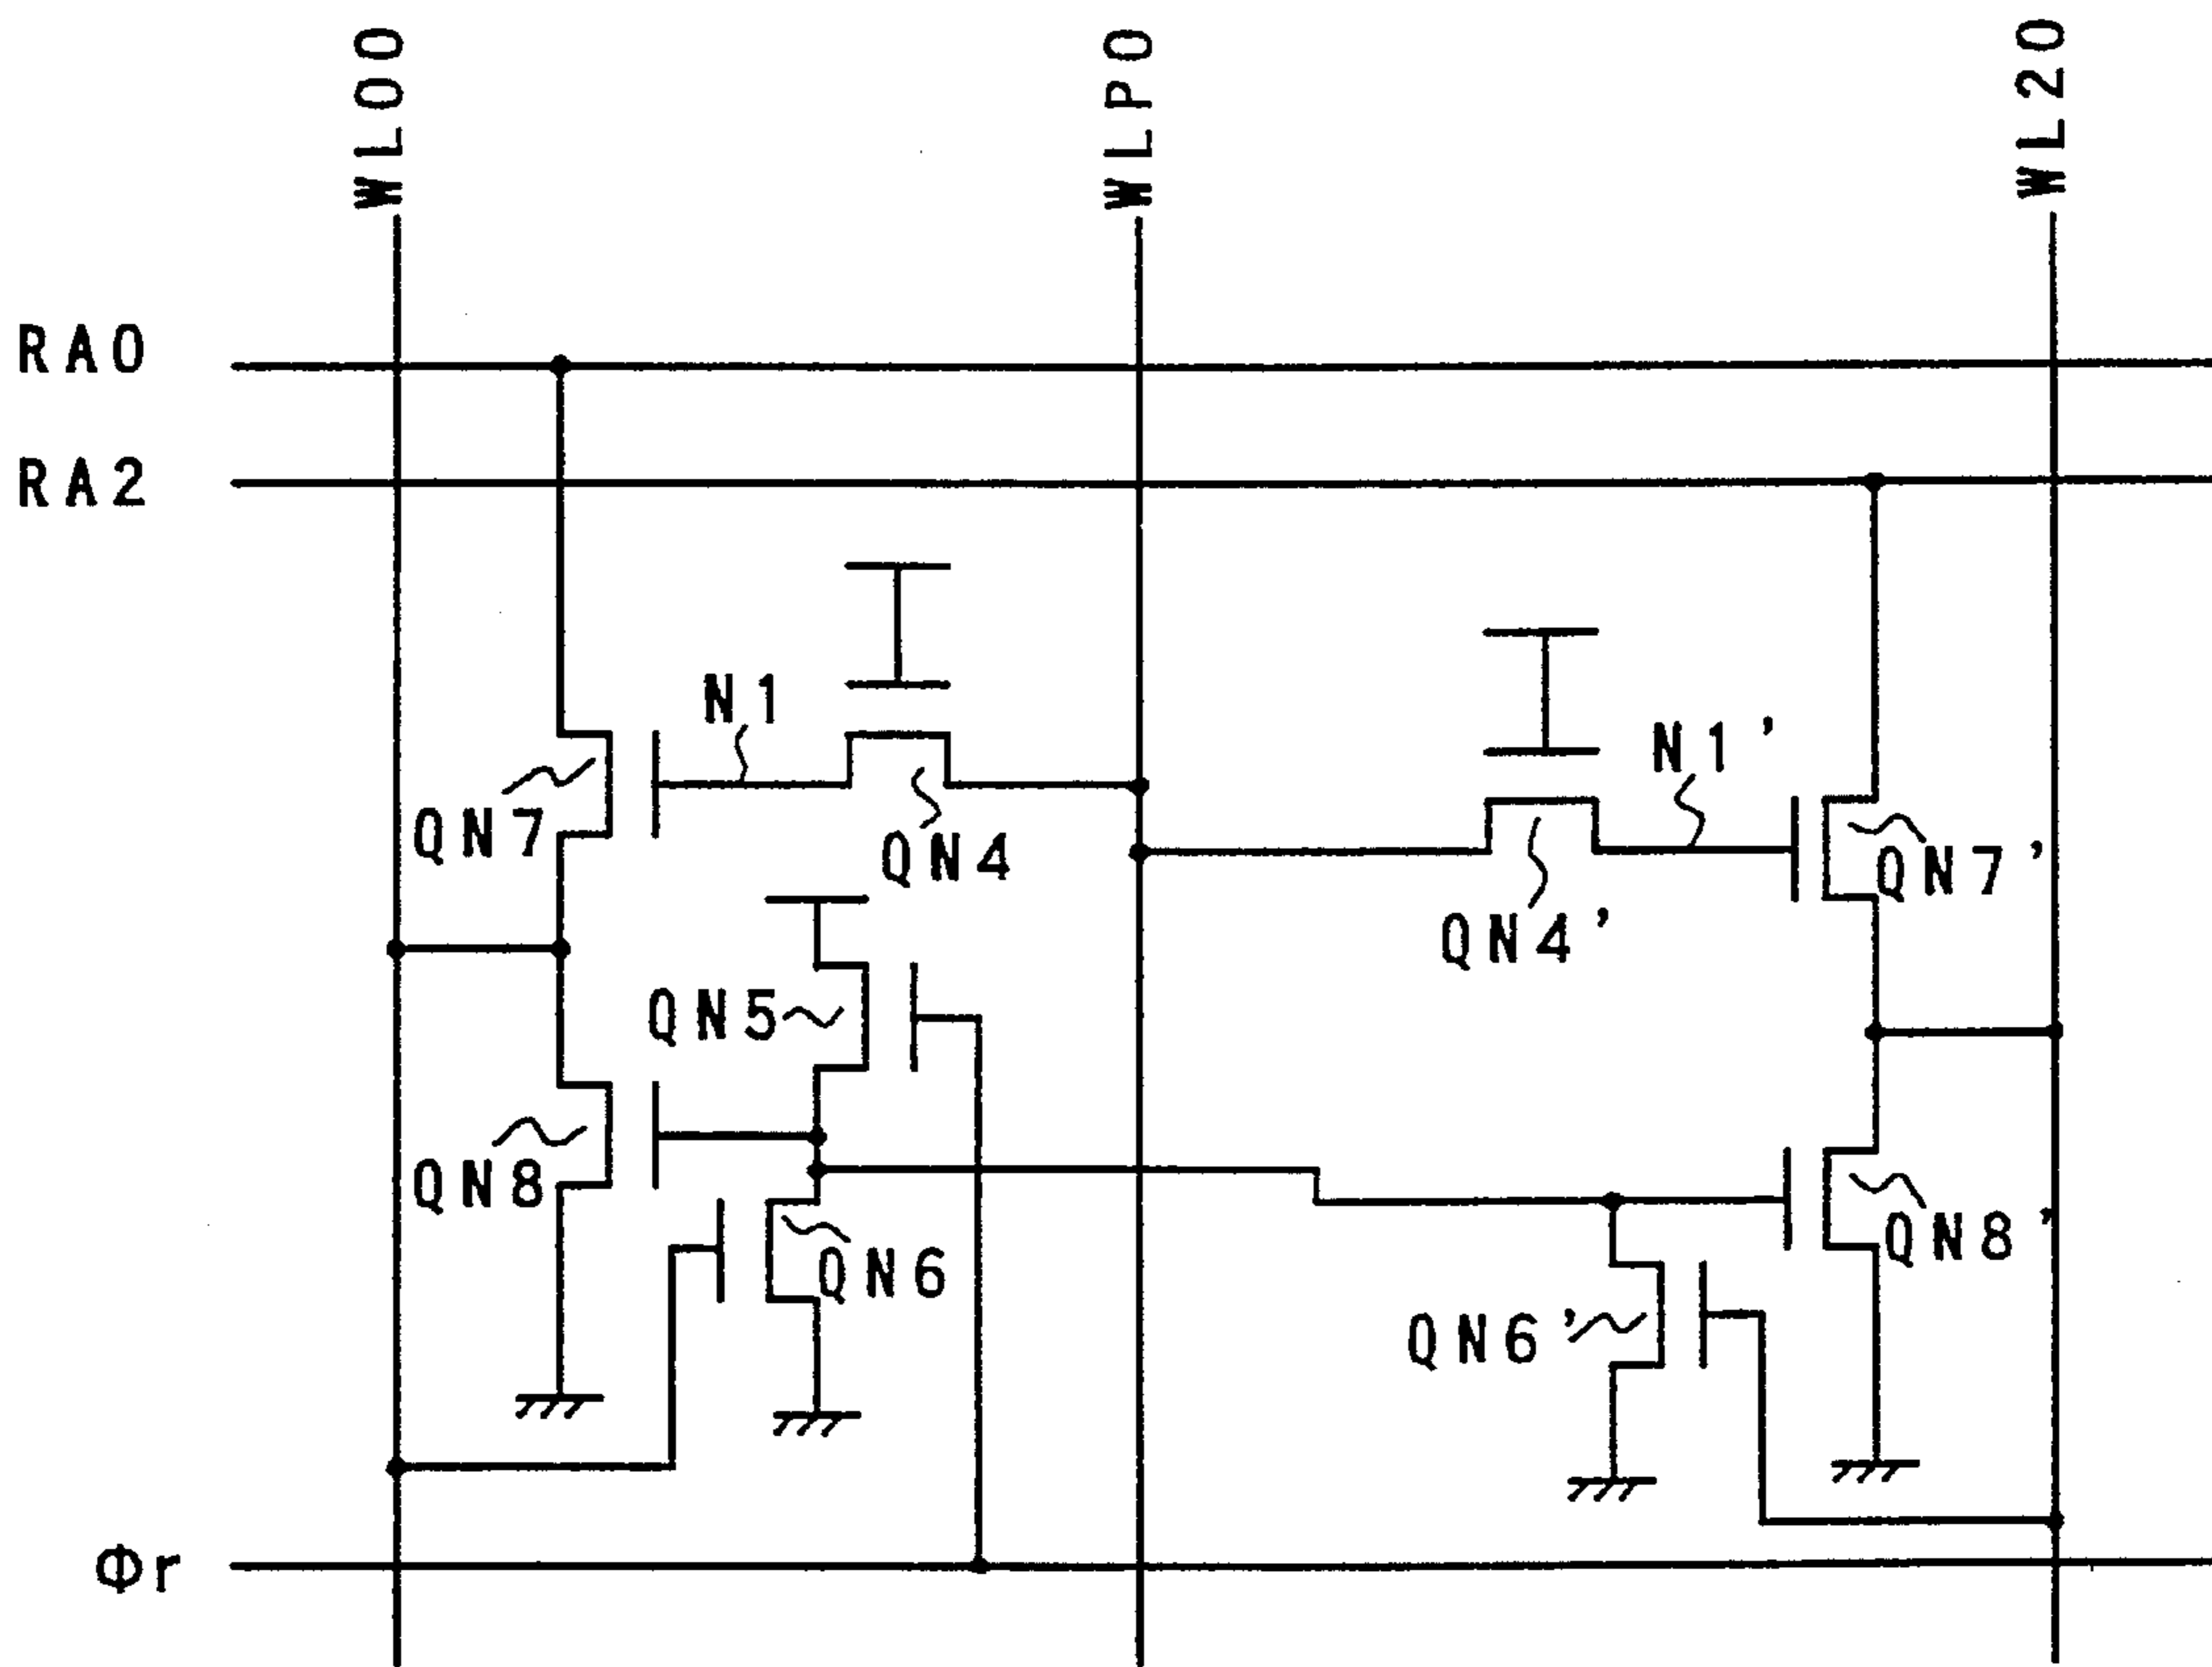 WL00
WLP0
WL20
RA0
RA2
N1
N1'
QN7
QN4
QN7'
QN4'
QN5
QN8
QN6
QN8'
QN6'
Φr